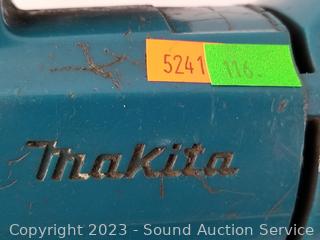 5241 116
makita
Copyright 2023 - Sound Auction Service